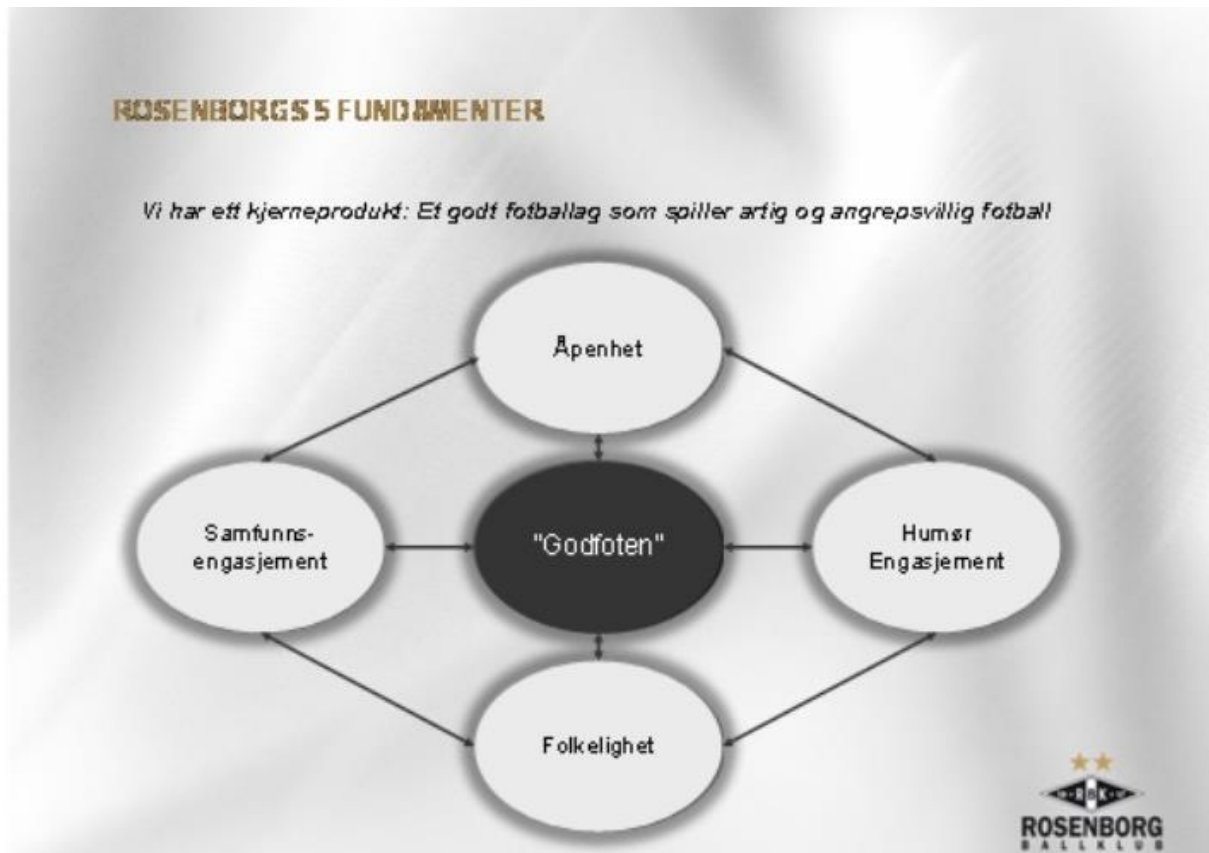 ROSENBORGS 5 FUNDAMENTER
Vi har ett kjerneprodukt: Et godt fotballag som spiller artig og angrepsvillig fotball
Åpenhet
Samfunns-
engasjement
"Godfoten"
Humør
Engasjement
Folkelighet
RBK
ROSENBORG
BALLKLUB